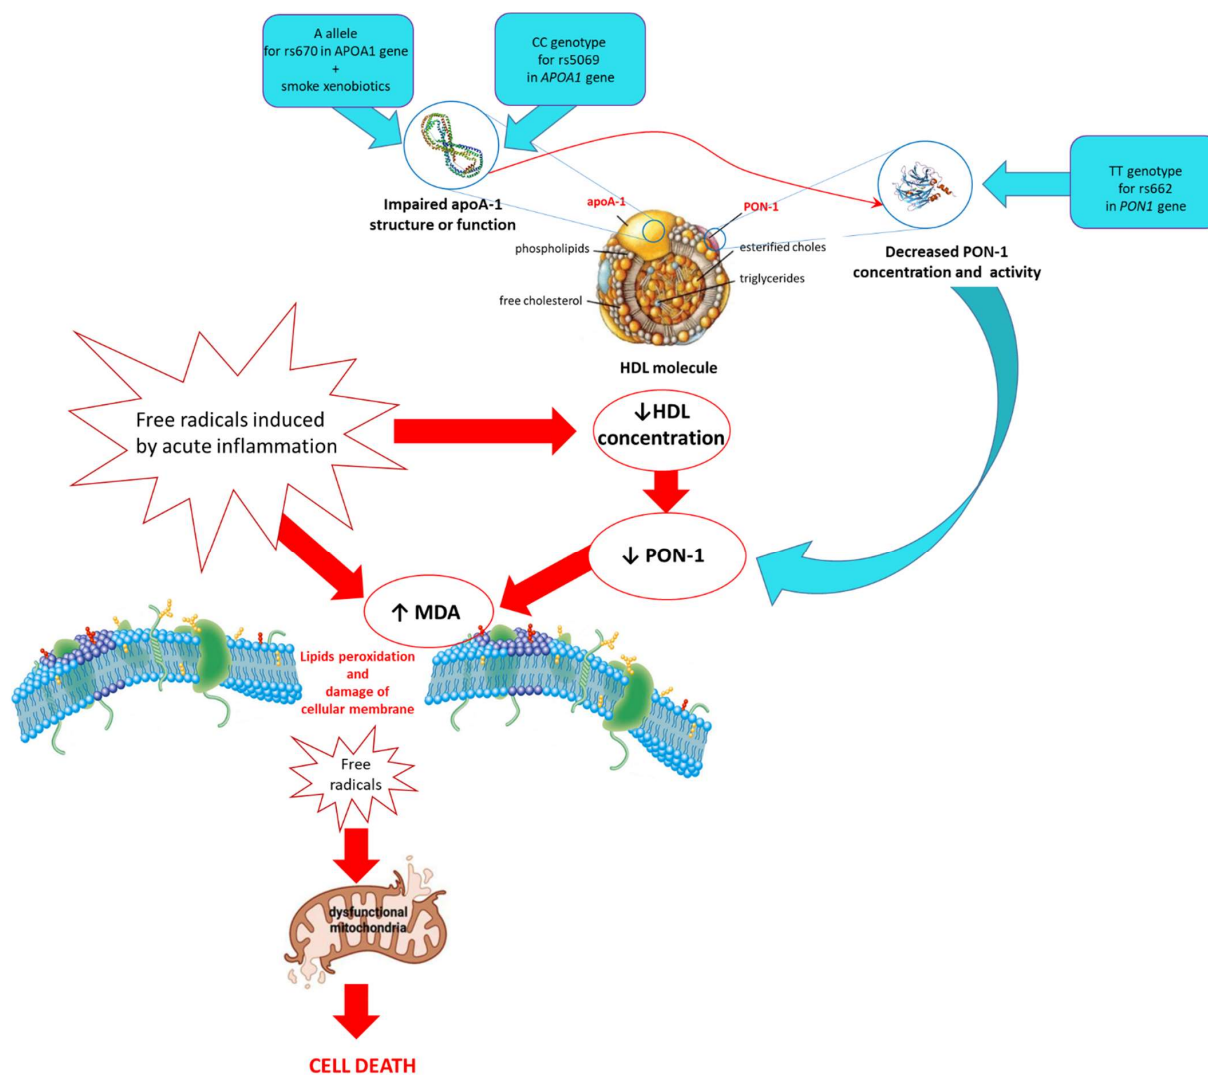 A allele
for rs670 in APOA1 gene
+
smoke xenobiotics
CC genotype
for rs5069
in APOA1 gene
TT genotype
for rs662
in PON1 gene
Impaired apoA-1
structure or function
apoA-1
PON-1
phospholipids
esterified choles
triglycerides
free cholesterol
HDL molecule
Decreased PON-1
concentration and activity
Free radicals induced
by acute inflammation
↓HDL
concentration
↓ PON-1
↑ MDA
Lipids peroxidation
and
damage of
cellular membrane
Free
radicals
dysfunctional
mitochondria
CELL DEATH